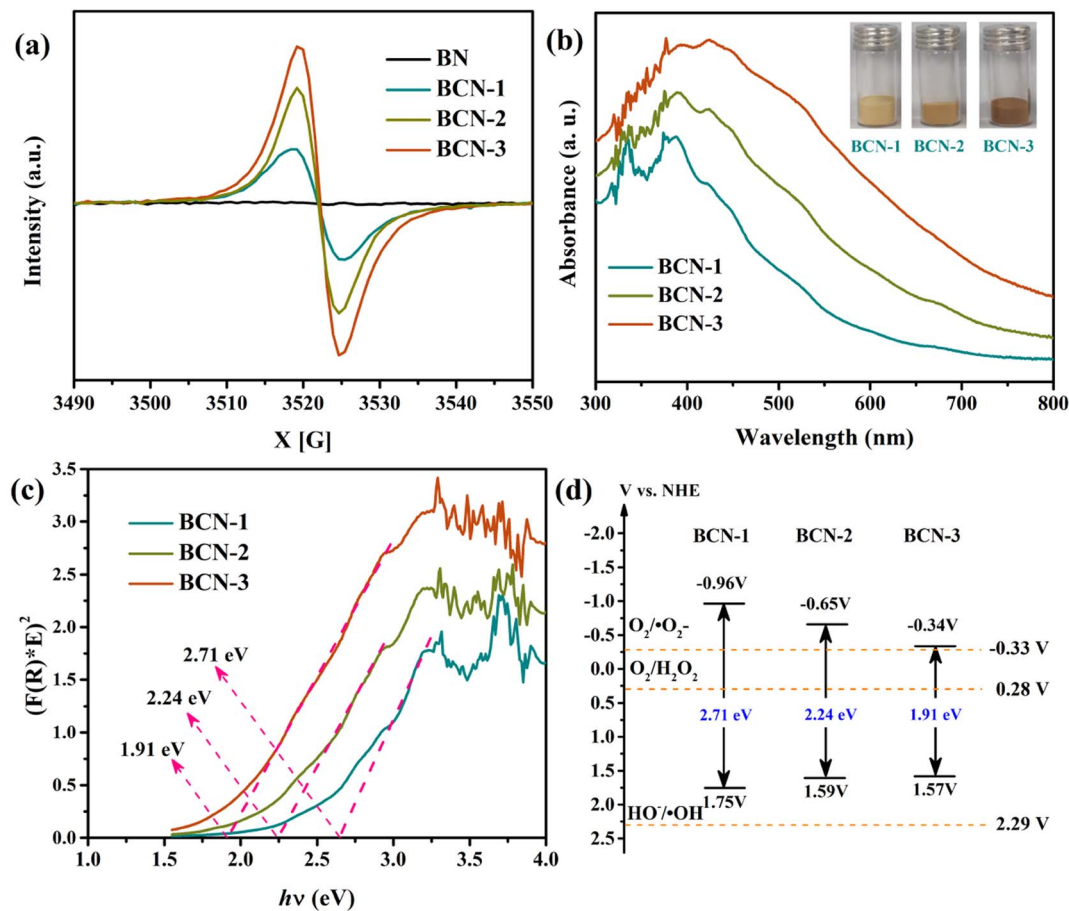 (a)
BN
BCN-1
BCN-2
BCN-3
Intensity (a.u.)
3490 3500 3510 3520 3530 3540 3550
X [G]
(b)
BCN-1 BCN-2 BCN-3
BCN-1
BCN-2
BCN-3
Absorbance (a. u.)
300 400 500 600 700 800
Wavelength (nm)
(c)
BCN-1
BCN-2
BCN-3
2.71 eV
2.24 eV
1.91 eV
(F(R)*E)²
3.5
3.0
2.5
2.0
1.5
1.0
0.5
0.0
1.0 1.5 2.0 2.5 3.0 3.5 4.0
hν (eV)
(d)
V vs. NHE
-2.0
-1.5
-1.0
-0.5
0.0
0.5
1.0
1.5
2.0
2.5
BCN-1 BCN-2 BCN-3
-0.96V
-0.65V
-0.34V
O₂/•O₂-
-0.33 V
O₂/H₂O₂
0.28 V
2.71 eV 2.24 eV 1.91 eV
1.75V
1.59V
1.57V
HO⁻/•OH
2.29 V